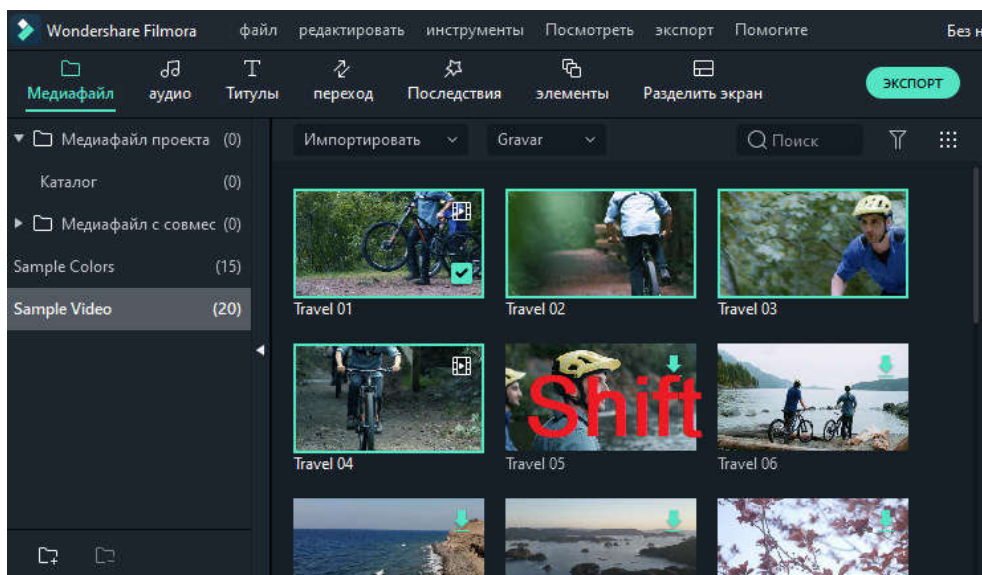 Wondershare Filmora файл редактировать инструменты Посмотреть экспорт Помогите Без н
Медиафайл аудио Титулы переход Последствия элементы Разделить экран экспорт
Медиафайл проекта (0) Импортировать Gravar Поиск
Каталог (0)
Медиафайл с совмес (0)
Sample Colors (15)
Sample Video (20)
Travel 01 Travel 02 Travel 03
Shift
Travel 04 Travel 05 Travel 06